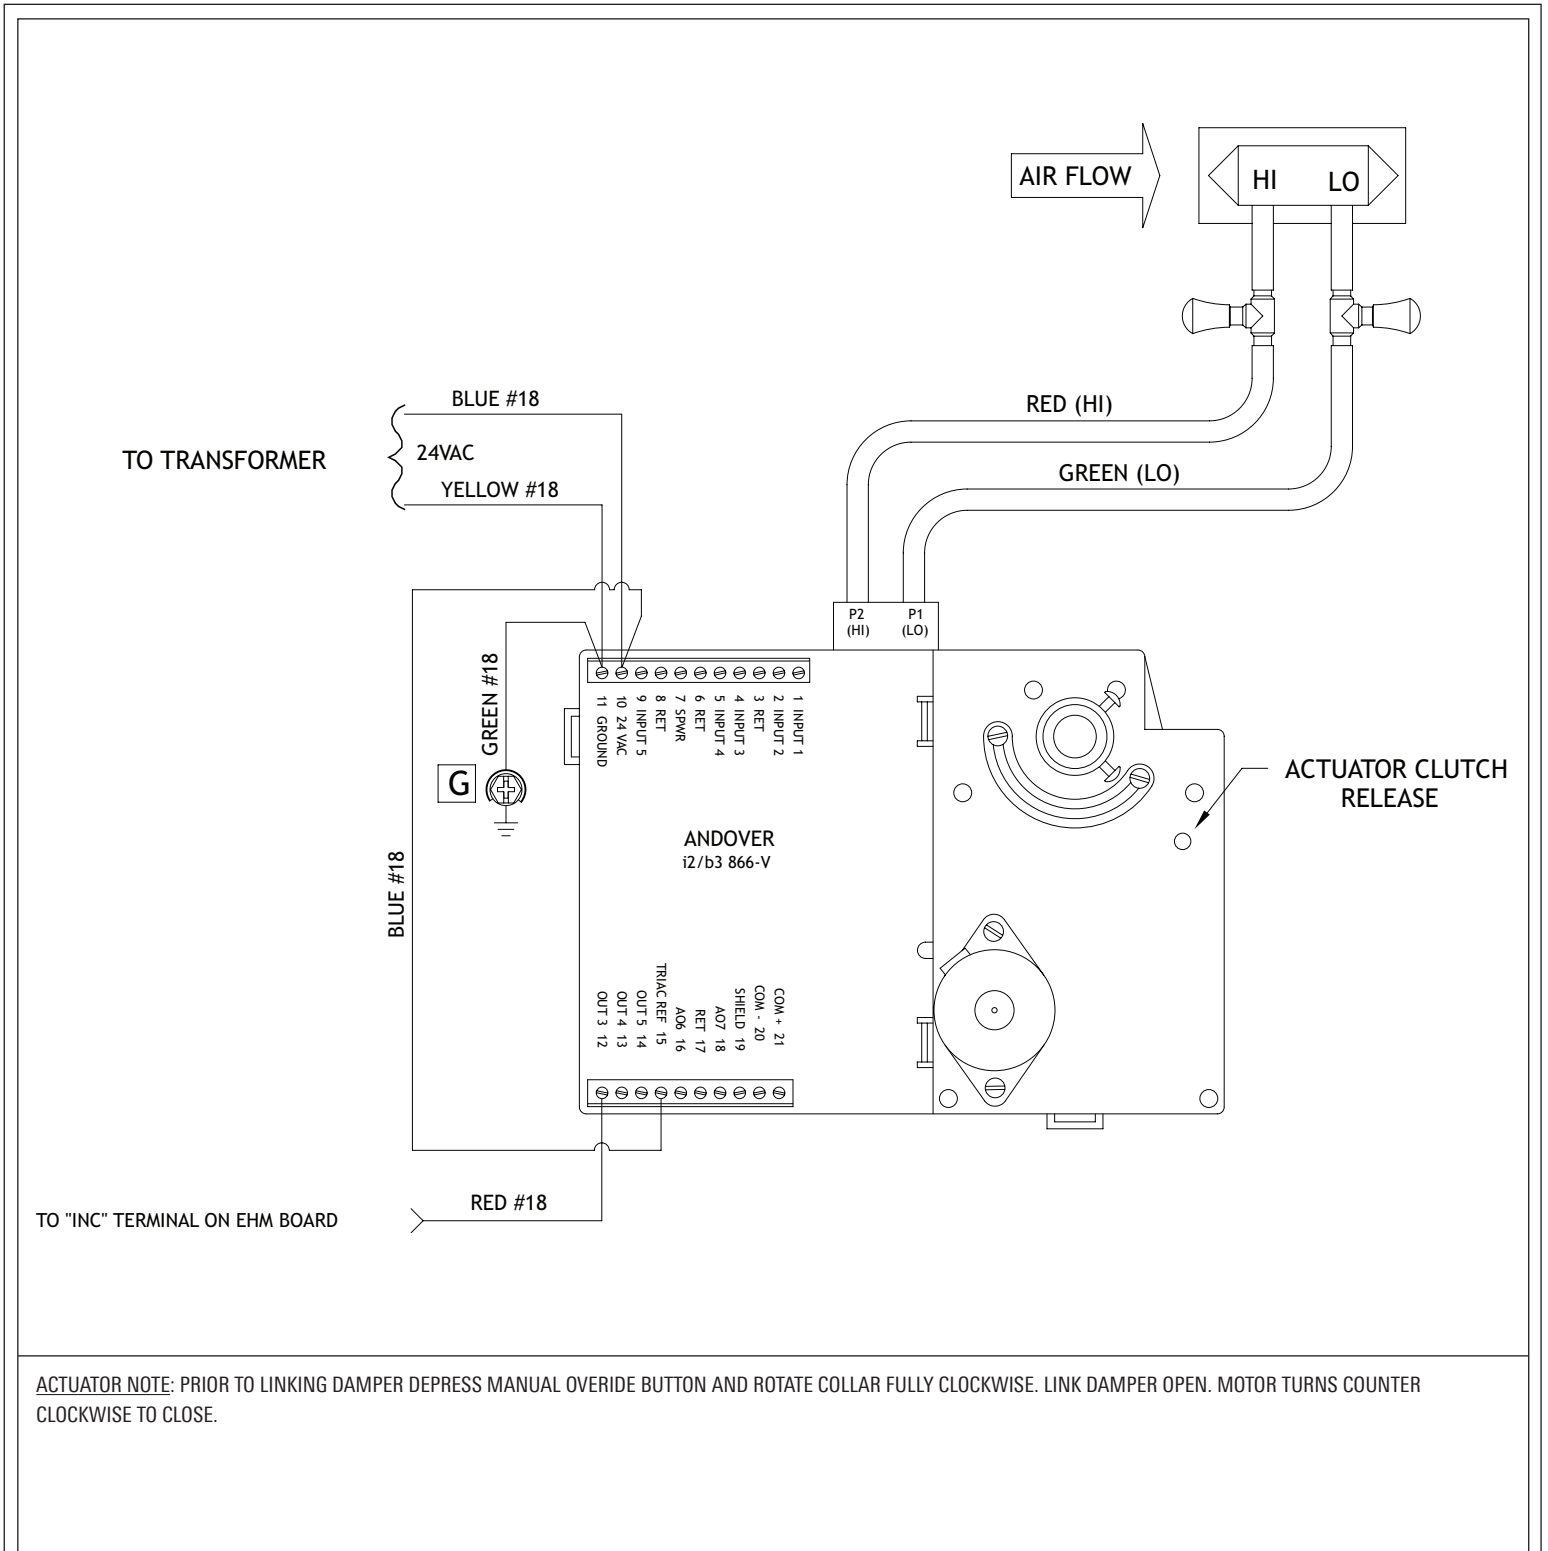 AIR FLOW
HI
LO
BLUE #18
RED (HI)
TO TRANSFORMER
24VAC
GREEN (LO)
YELLOW #18
P2
(HI)
P1
(LO)
GREEN #18
11 GROUND
10 24 VAC
9 INPUT 5
8 RET
7 SPWR
6 RET
5 INPUT 4
4 INPUT 3
3 RET
2 INPUT 2
1 INPUT 1
G
ACTUATOR CLUTCH
RELEASE
ANDOVER
i2/b3 866-V
BLUE #18
OUT 3 12
OUT 4 13
OUT 5 14
TRIAC REF 15
AO6 16
RET 17
AO7 18
SHIELD 19
COM - 20
COM + 21
RED #18
TO "INC" TERMINAL ON EHM BOARD
ACTUATOR NOTE: PRIOR TO LINKING DAMPER DEPRESS MANUAL OVERIDE BUTTON AND ROTATE COLLAR FULLY CLOCKWISE. LINK DAMPER OPEN. MOTOR TURNS COUNTER
CLOCKWISE TO CLOSE.